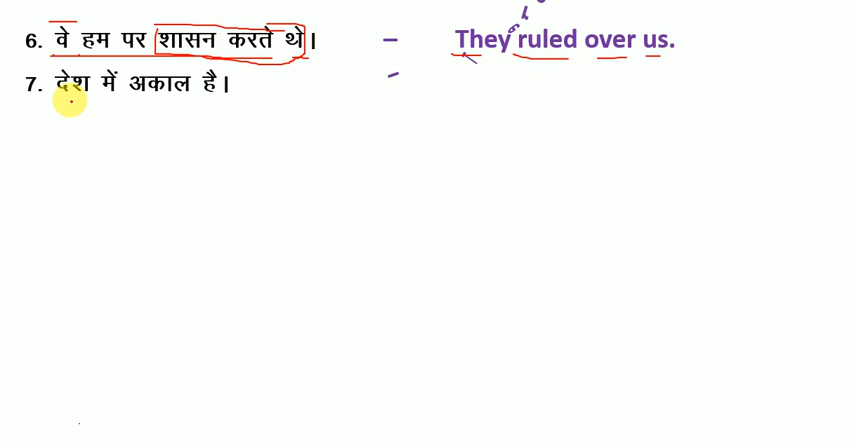 6. वे हम पर शासन करते थे। – They ruled over us.
7. देश में अकाल है। -